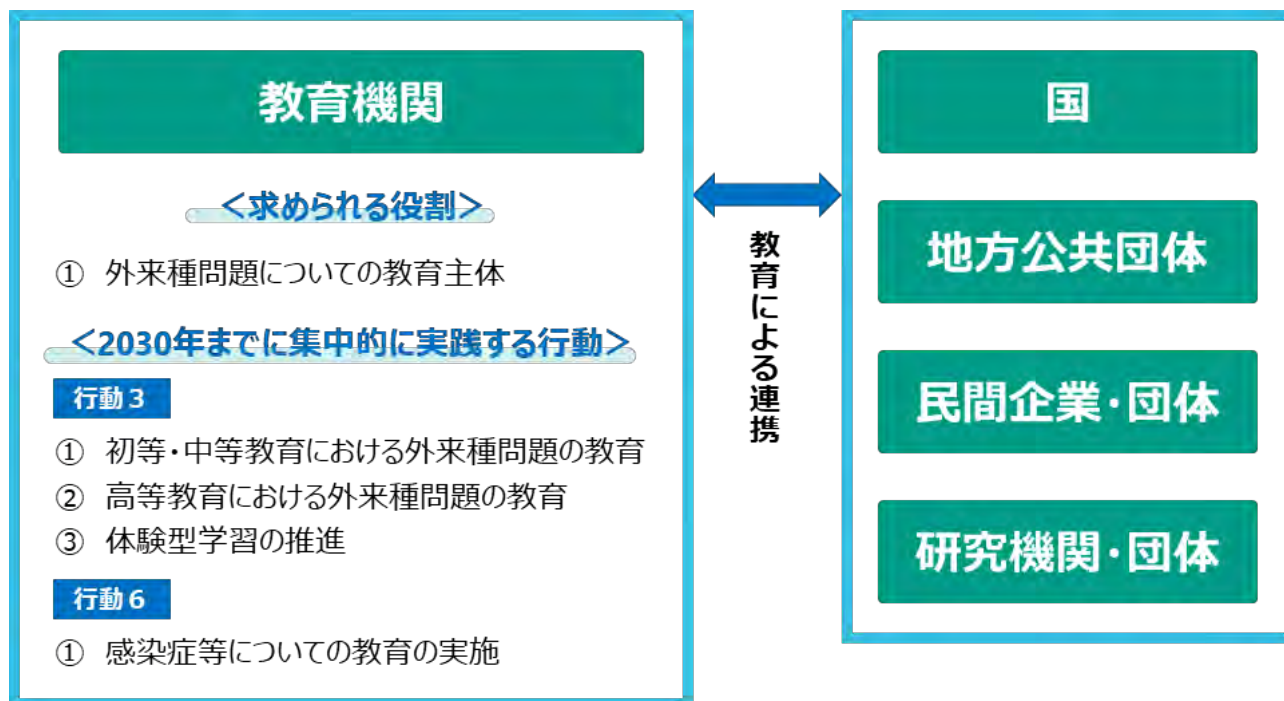 教育機関
＜求められる役割＞
① 外来種問題についての教育主体
＜2030年までに集中的に実践する行動＞
行動３
① 初等・中等教育における外来種問題の教育
② 高等教育における外来種問題の教育
③ 体験型学習の推進
行動６
① 感染症等についての教育の実施
教育による連携
国
地方公共団体
民間企業・団体
研究機関・団体